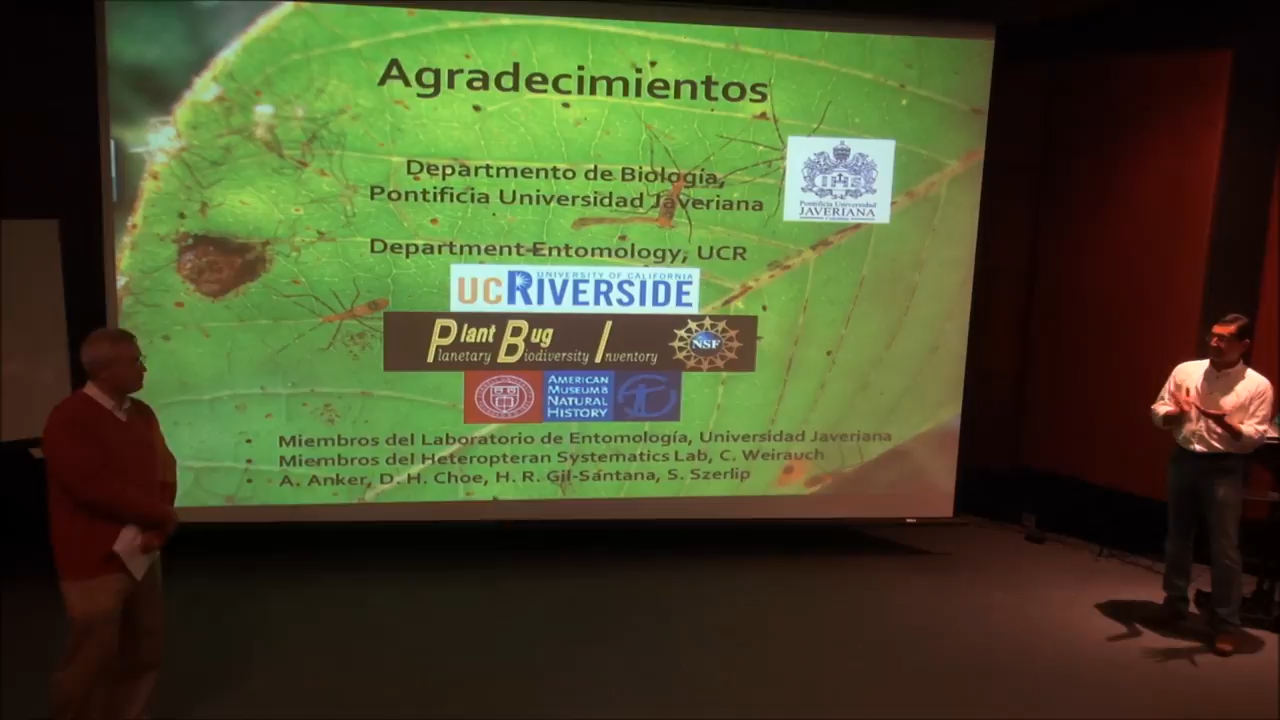 Agradecimientos
Departmento de Biología,
Pontificia Universidad Javeriana
Pontificia Universidad
JAVERIANA
Department Entomology, UCR
UNIVERSITY OF CALIFORNIA
UCRIVERSIDE
Plant Bug
Planetary Biodiversity Inventory
NSF
AMERICAN
MUSEUM &
NATURAL
HISTORY
• Miembros del Laboratorio de Entomología, Universidad Javeriana
• Miembros del Heteropteran Systematics Lab, C. Weirauch
• A. Anker, D. H. Choe, H. R. Gil-Santana, S. Szerlip